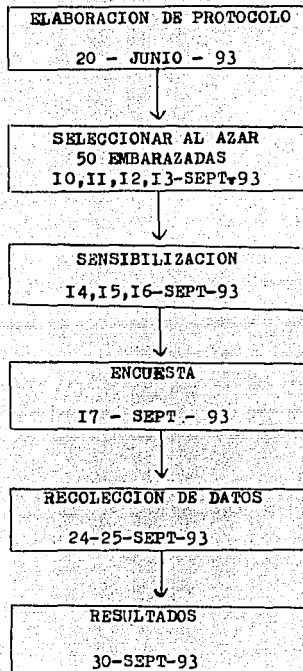 ELABORACION DE PROTOCOLO
20 - JUNIO - 93
SELECCIONAR AL AZAR
50 EMBARAZADAS
I0,II,I2,I3-SEPT-93
SENSIBILIZACION
I4,I5,I6-SEPT-93
ENCUESTA
I7 - SEPT - 93
RECOLECCION DE DATOS
24-25-SEPT-93
RESULTADOS
30-SEPT-93